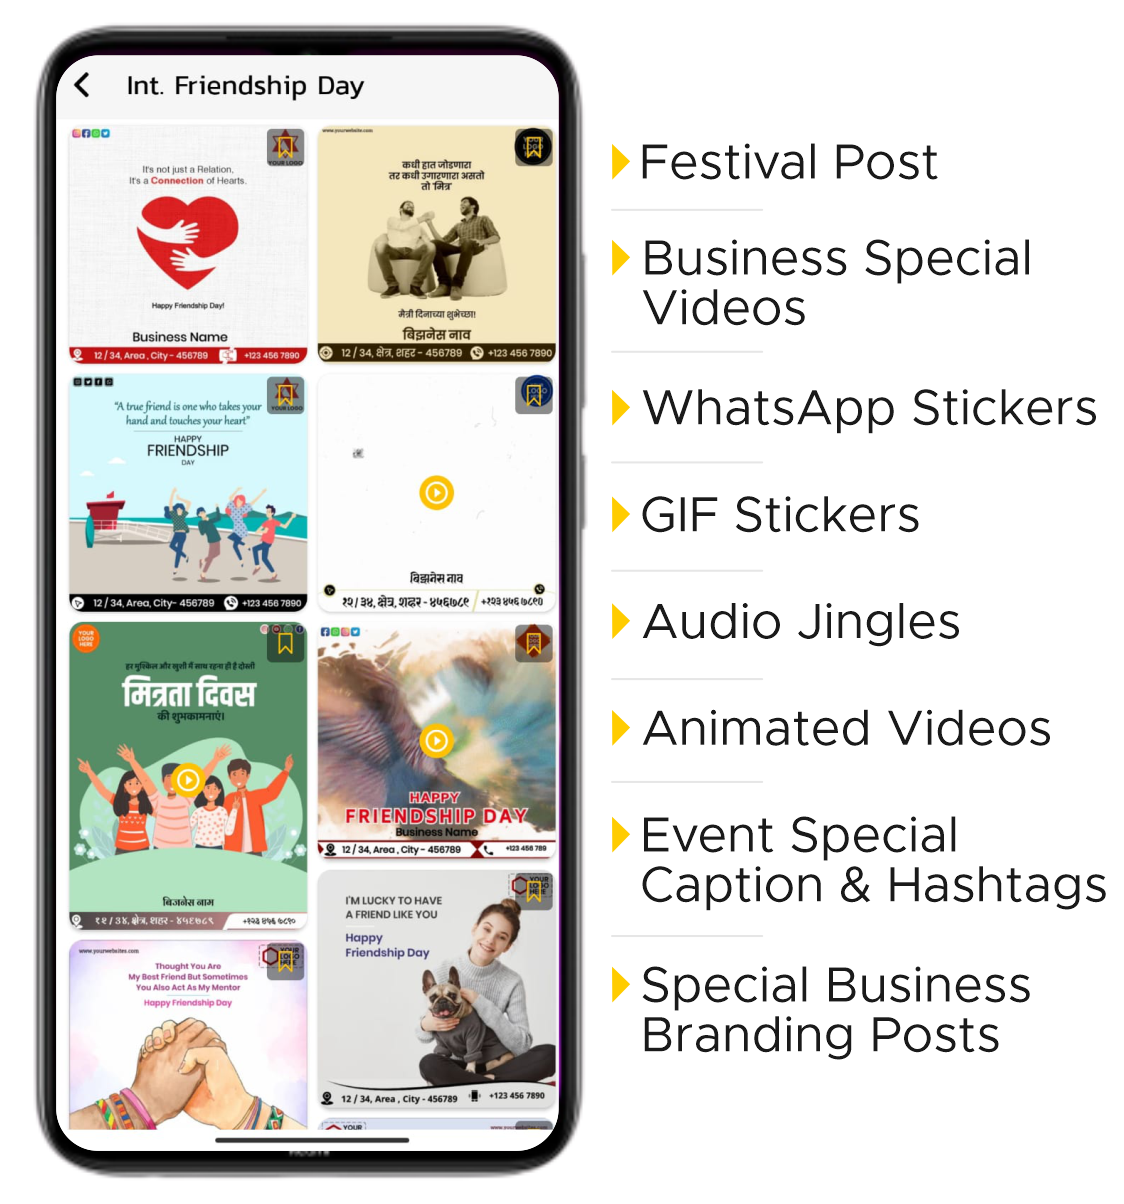 Int. Friendship Day
YOUR LOGO
It's not just a Relation,
It's a Connection of Hearts.
Happy Friendship Day!
Business Name
12 / 34, Area , City - 456789
+123 456 7890
www.yourwebsite.com
कधी हात जोडणारा
तर कधी उगारणारा असतो
तो 'मित्र'
मैत्री दिनाच्या शुभेच्छा!
बिझनेस नाव
12 / 34, क्षेत्र, शहर - 456789
+123 456 7890
YOUR LOGO
"A true friend is one who takes your
hand and touches your heart"
HAPPY
FRIENDSHIP
DAY
12 / 34, Area, City- 456789
+123 456 7890
LOGO
बिझनेस नाव
१२ / ३४, क्षेत्र, शहर - ४५६७८९
+१२३ ४५६ ७८९०
YOUR
LOGO
HERE
हर मुश्किल और खुशी में साथ रहना ही है दोस्ती
मित्रता दिवस
की शुभकामनाएं।
बिजनेस नाम
१२ / ३४, क्षेत्र, शहर - ४५६७८९
+१२३ ४५६ ७८९०
HAPPY
FRIENDSHIP DAY
Business Name
12 / 34, Area , City - 456789
+123 456 789
www.yourwebsites.com
YOUR
LOGO
HERE
Thought You Are
My Best Friend But Sometimes
You Also Act As My Mentor
Happy Friendship Day
YOUR
LOGO
HERE
I'M LUCKY TO HAVE
A FRIEND LIKE YOU
Happy
Friendship Day
12 / 34, Area , City - 456789
+123 456 7890
YOUR
Festival Post
Business Special
Videos
WhatsApp Stickers
GIF Stickers
Audio Jingles
Animated Videos
Event Special
Caption & Hashtags
Special Business
Branding Posts